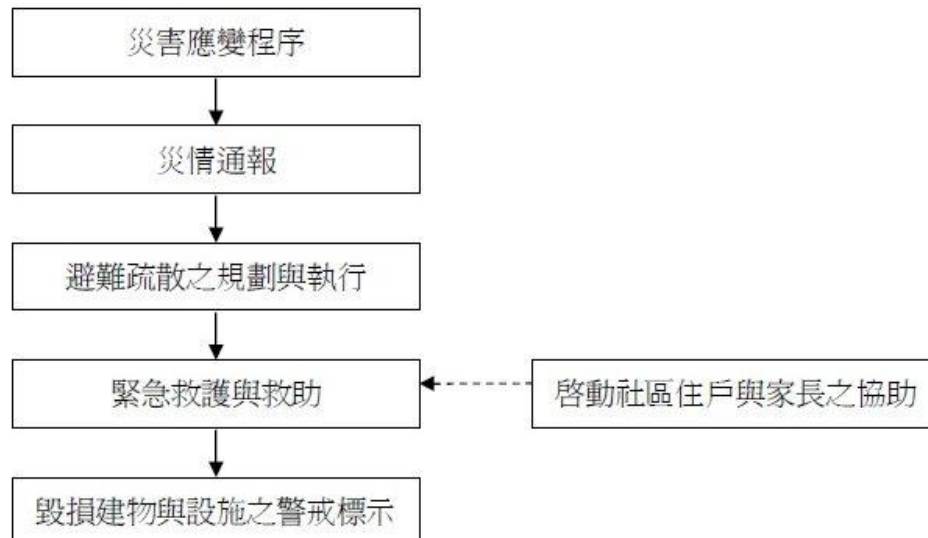 災害應變程序
災情通報
避難疏散之規劃與執行
緊急救護與救助
啓動社區住戶與家長之協助
毀損建物與設施之警戒標示